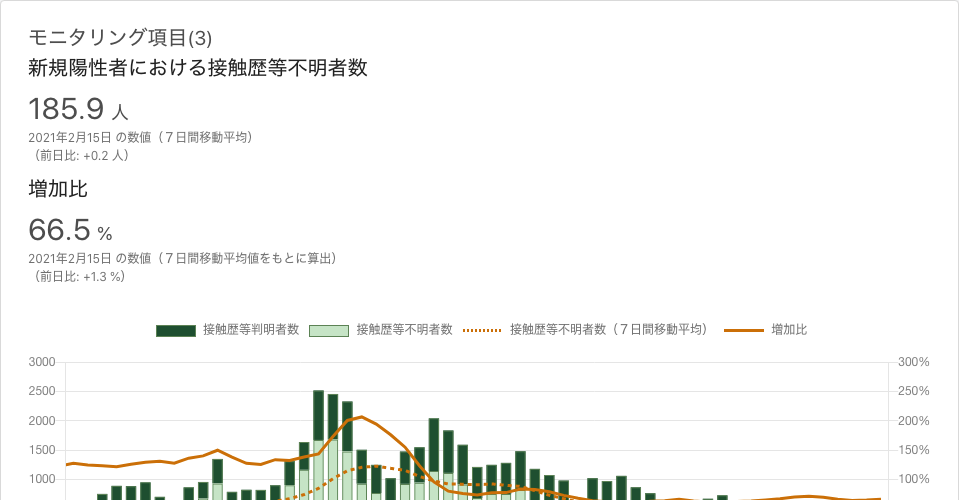 モニタリング項目(3)
新規陽性者における接触歴等不明者数
185.9 人
2021年2月15日 の数値（７日間移動平均）
（前日比: +0.2 人）
増加比
66.5 %
2021年2月15日 の数値（７日間移動平均値をもとに算出）
（前日比: +1.3 %）
接触歴等判明者数 接触歴等不明者数 接触歴等不明者数（７日間移動平均） 増加比
3000 300%
2500 250%
2000 200%
1500 150%
1000 100%